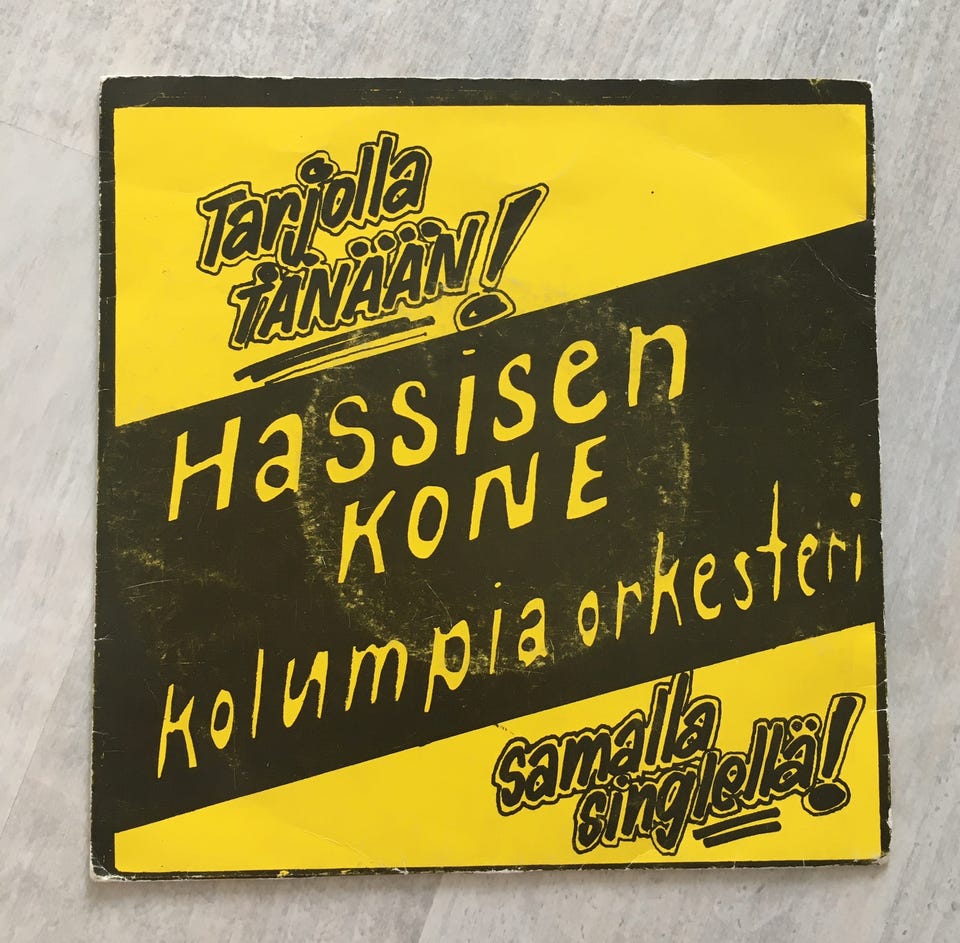 Tarjolla
TÄNÄÄN!
Hassisen
KONE
kolumpia orkesteri
samalla
singlellä!